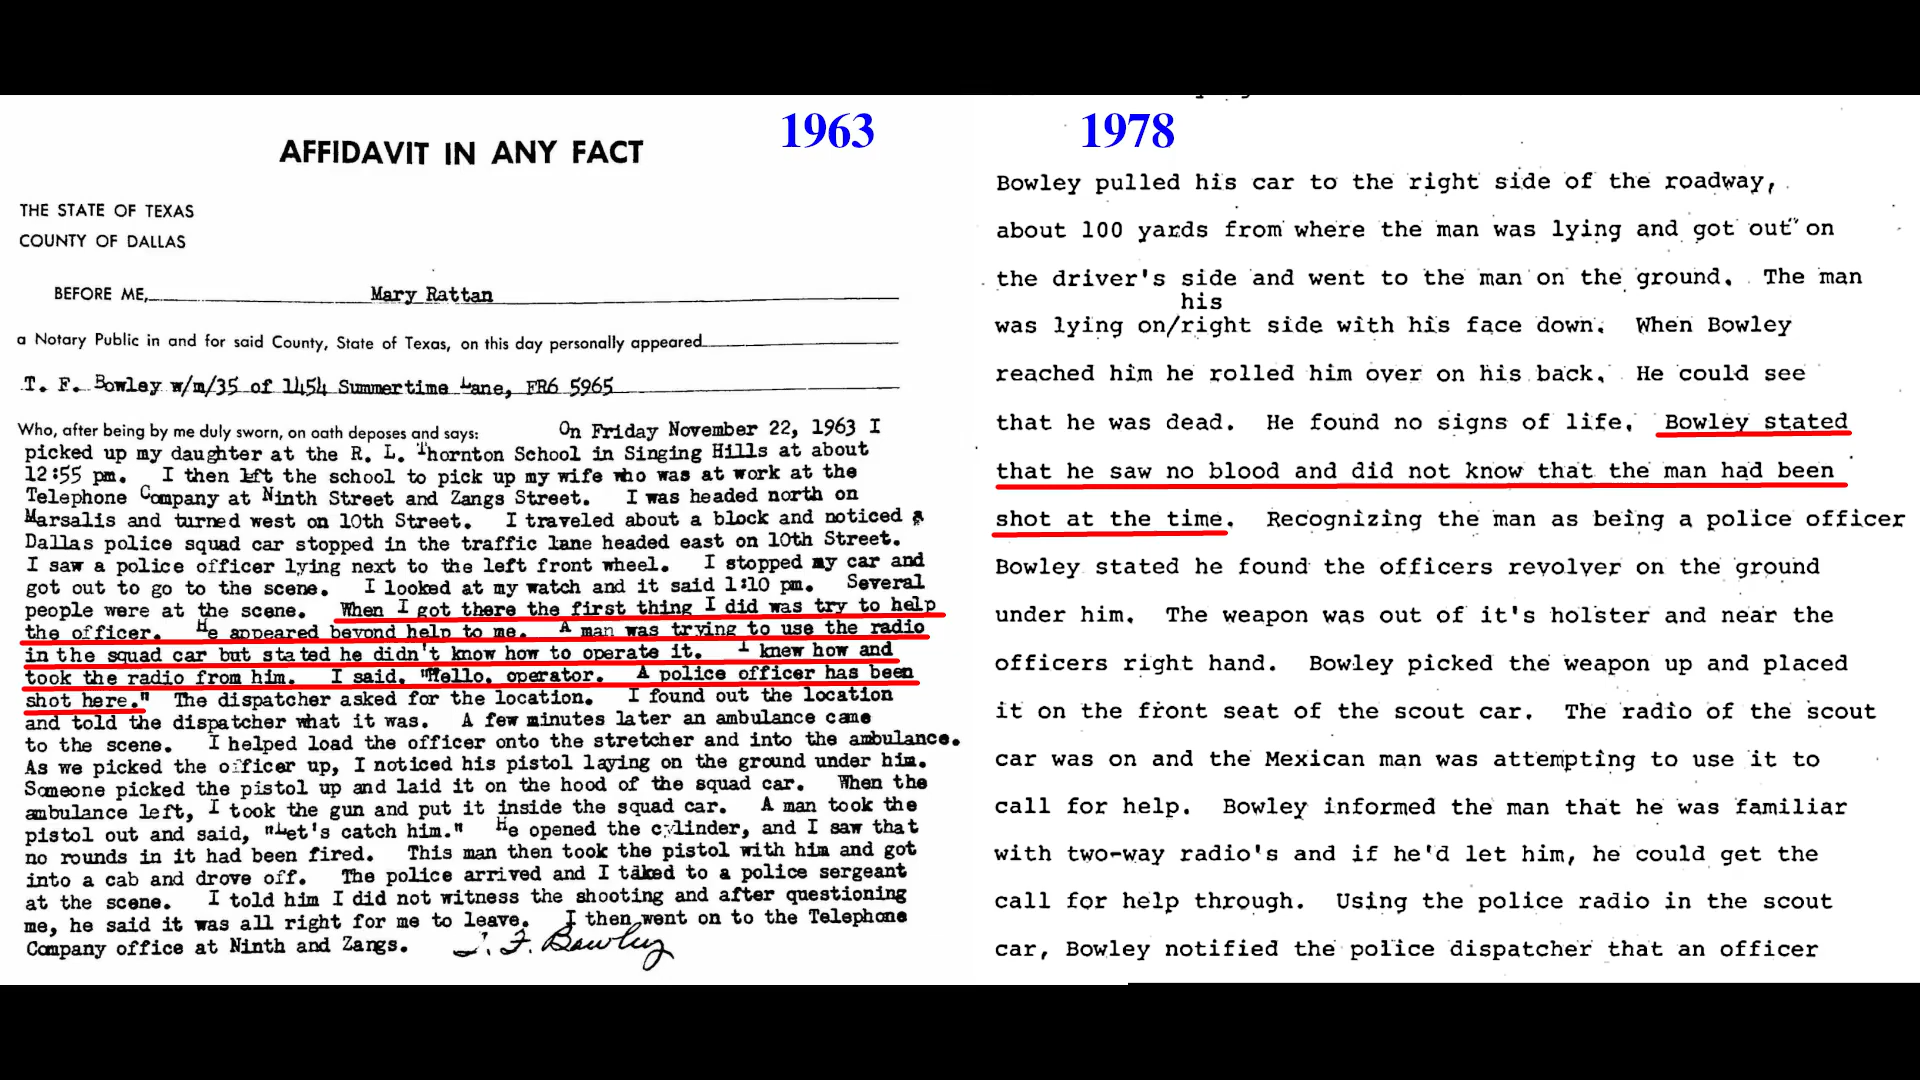 1963
AFFIDAVIT IN ANY FACT
THE STATE OF TEXAS
COUNTY OF DALLAS
BEFORE ME, Mary Rattan
a Notary Public in and for said County, State of Texas, on this day personally appeared
T. F. Bowley w/m/35 of 1454 Summertime Lane, FR6 5965
Who, after being by me duly sworn, on oath deposes and says: On Friday November 22, 1963 I
picked up my daughter at the R. L. Thornton School in Singing Hills at about
12:55 pm. I then left the school to pick up my wife who was at work at the
Telephone Company at Ninth Street and Zangs Street. I was headed north on
Marsalis and turned west on 10th Street. I traveled about a block and noticed a
Dallas police squad car stopped in the traffic lane headed east on 10th Street.
I saw a police officer lying next to the left front wheel. I stopped my car and
got out to go to the scene. I looked at my watch and it said 1:10 pm. Several
people were at the scene. When I got there the first thing I did was try to help
the officer. He appeared beyond help to me. A man was trying to use the radio
in the squad car but stated he didn't know how to operate it. I knew how and
took the radio from him. I said, "Hello, operator. A police officer has been
shot here." The dispatcher asked for the location. I found out the location
and told the dispatcher what it was. A few minutes later an ambulance came
to the scene. I helped load the officer onto the stretcher and into the ambulance.
As we picked the officer up, I noticed his pistol laying on the ground under him.
Someone picked the pistol up and laid it on the hood of the squad car. When the
ambulance left, I took the gun and put it inside the squad car. A man took the
pistol out and said, "Let's catch him." He opened the cylinder, and I saw that
no rounds in it had been fired. This man then took the pistol with him and got
into a cab and drove off. The police arrived and I talked to a police sergeant
at the scene. I told him I did not witness the shooting and after questioning
me, he said it was all right for me to leave. I then went on to the Telephone
Company office at Ninth and Zangs. T. F. Bowley
1978
Bowley pulled his car to the right side of the roadway,
about 100 yards from where the man was lying and got out on
the driver's side and went to the man on the ground. The man
his
was lying on/right side with his face down. When Bowley
reached him he rolled him over on his back. He could see
that he was dead. He found no signs of life. Bowley stated
that he saw no blood and did not know that the man had been
shot at the time. Recognizing the man as being a police officer
Bowley stated he found the officers revolver on the ground
under him. The weapon was out of it's holster and near the
officers right hand. Bowley picked the weapon up and placed
it on the front seat of the scout car. The radio of the scout
car was on and the Mexican man was attempting to use it to
call for help. Bowley informed the man that he was familiar
with two-way radio's and if he'd let him, he could get the
call for help through. Using the police radio in the scout
car, Bowley notified the police dispatcher that an officer